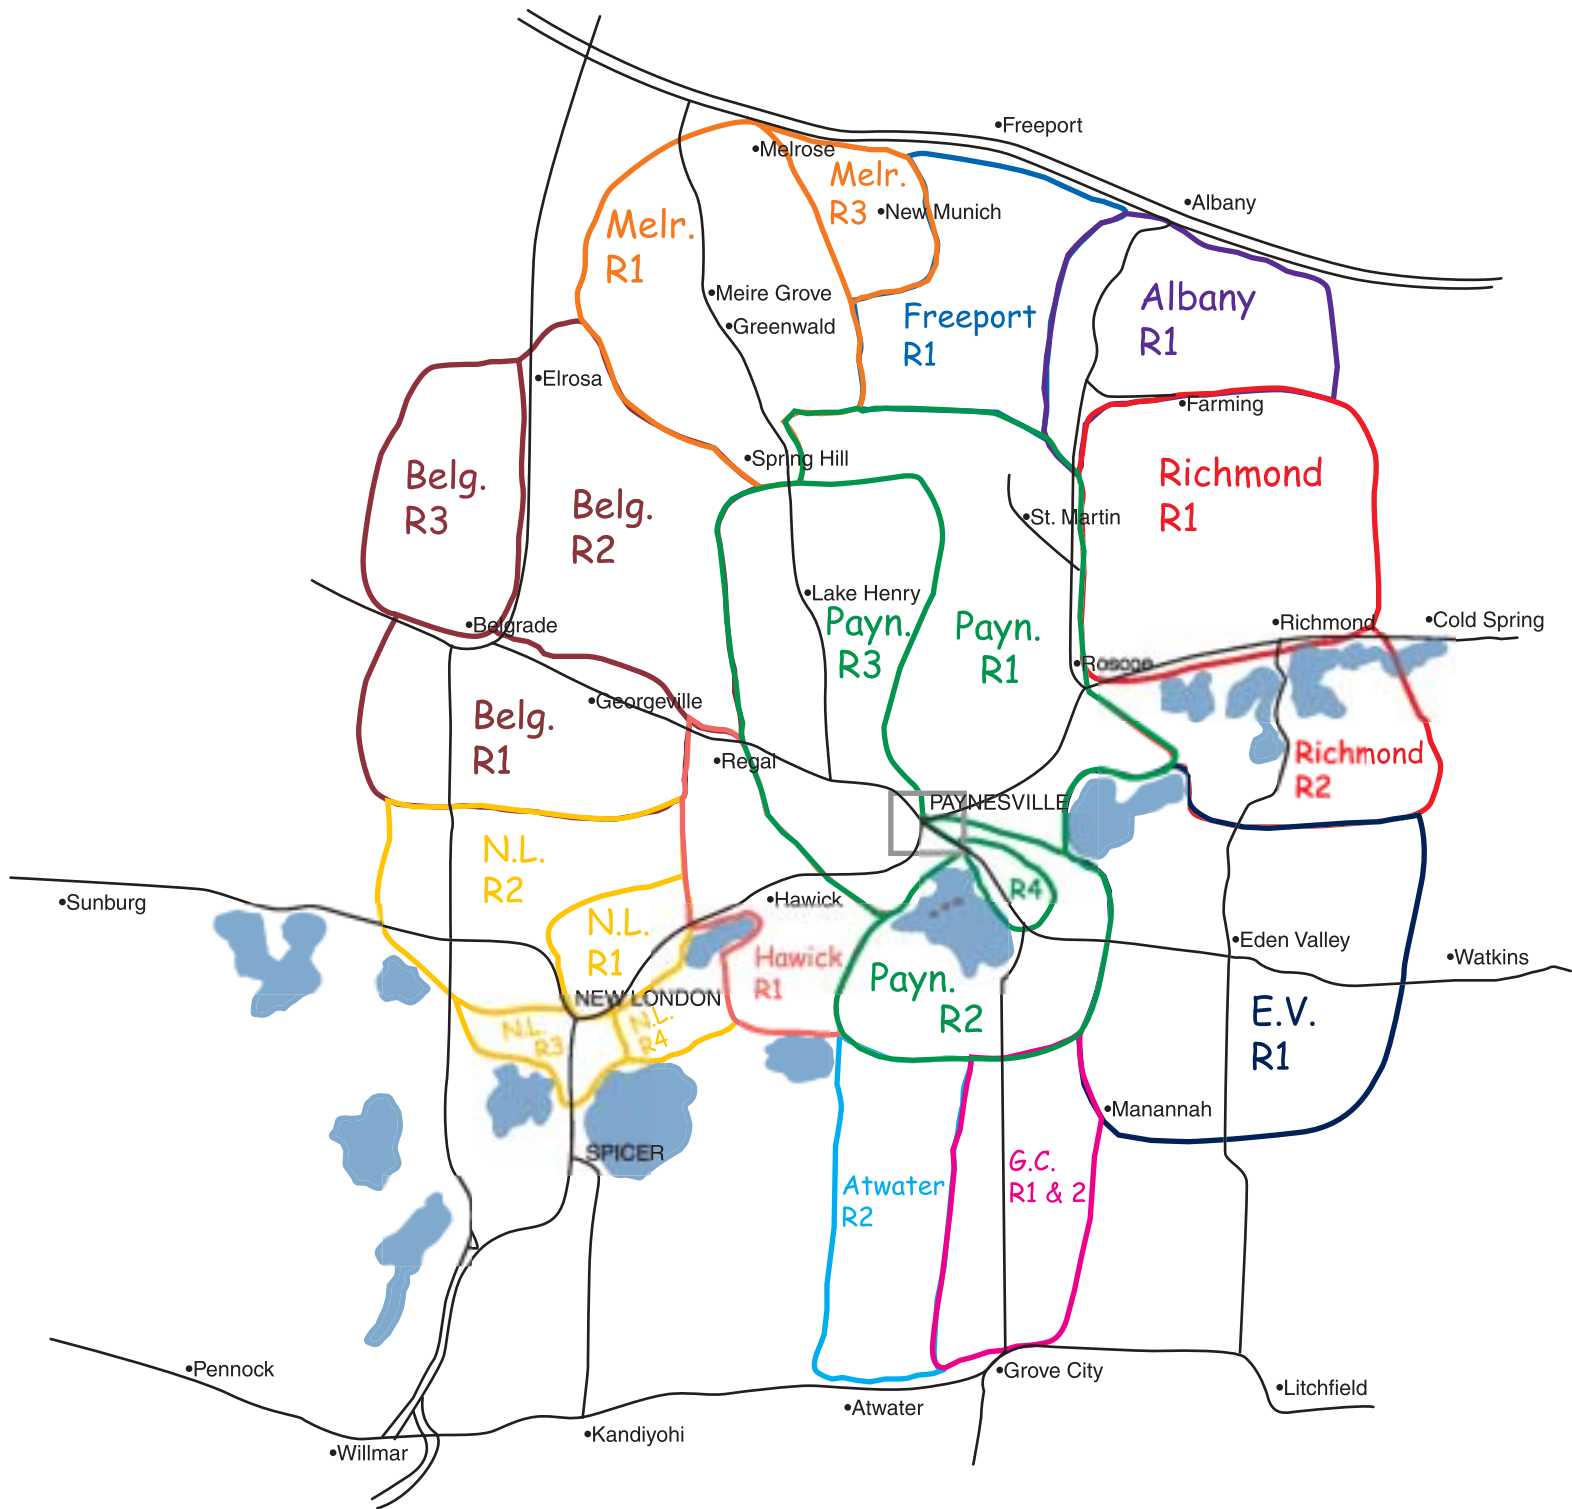 •Freeport
•Melrose
Melr.
R3
•New Munich
•Albany
Melr.
R1
•Meire Grove
•Greenwald
Freeport
R1
Albany
R1
•Elrosa
•Farming
•Spring Hill
Belg.
R3
Belg.
R2
Richmond
R1
•St. Martin
•Lake Henry
Payn.
R3
Payn.
R1
•Belgrade
•Richmond
•Cold Spring
•Roscoe
•Georgeville
Belg.
R1
•Regal
Richmond
R2
PAYNESVILLE
N.L.
R2
R4
•Sunburg
•Hawick
N.L.
R1
•Eden Valley
•Watkins
Hawick
R1
Payn.
R2
NEW LONDON
N.L.
R3
N.L.
R4
E.V.
R1
•Manannah
SPICER
G.C.
R1 & 2
Atwater
R2
•Pennock
•Grove City
•Litchfield
•Atwater
•Kandiyohi
•Willmar